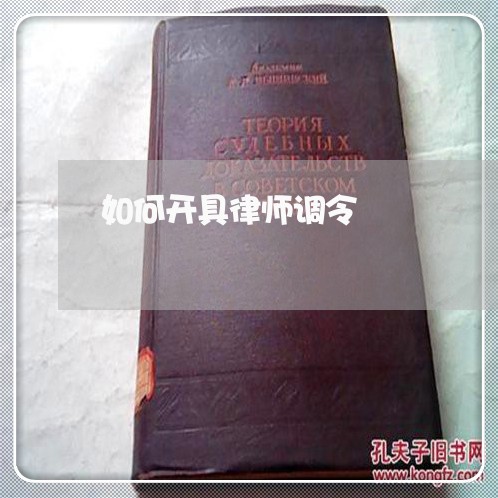 Академик
А. Я. ВЫШИНСКИЙ
ТЕОРИЯ
СУДЕБНЫХ
ДОКАЗАТЕЛЬСТВ
В СОВЕТСКОМ
如何开具律师调令
孔夫子旧书网
www.kongfz.com